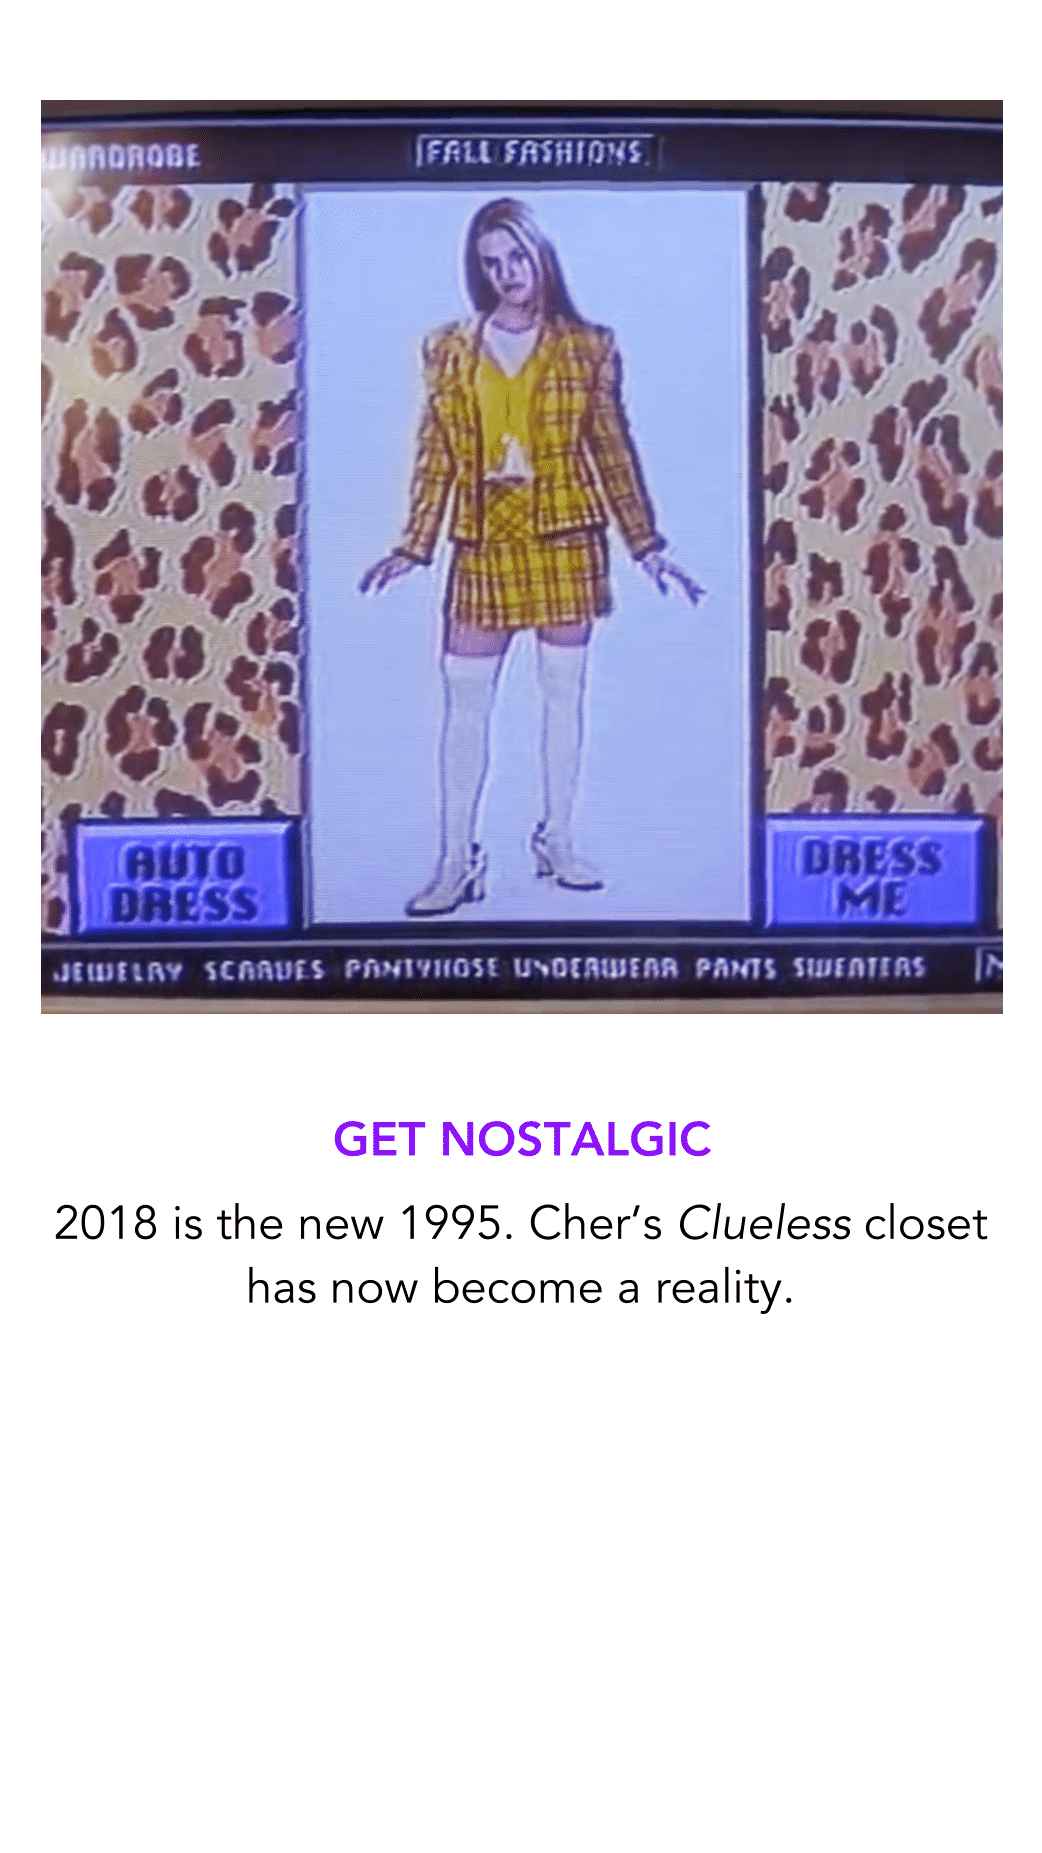 WARDROBE
FALL FASHIONS
AUTO
DRESS
DRESS
ME
JEWELRY SCARVES PANTYHOSE UNDERWEAR PANTS SWEATERS
GET NOSTALGIC
2018 is the new 1995. Cher’s Clueless closet
has now become a reality.